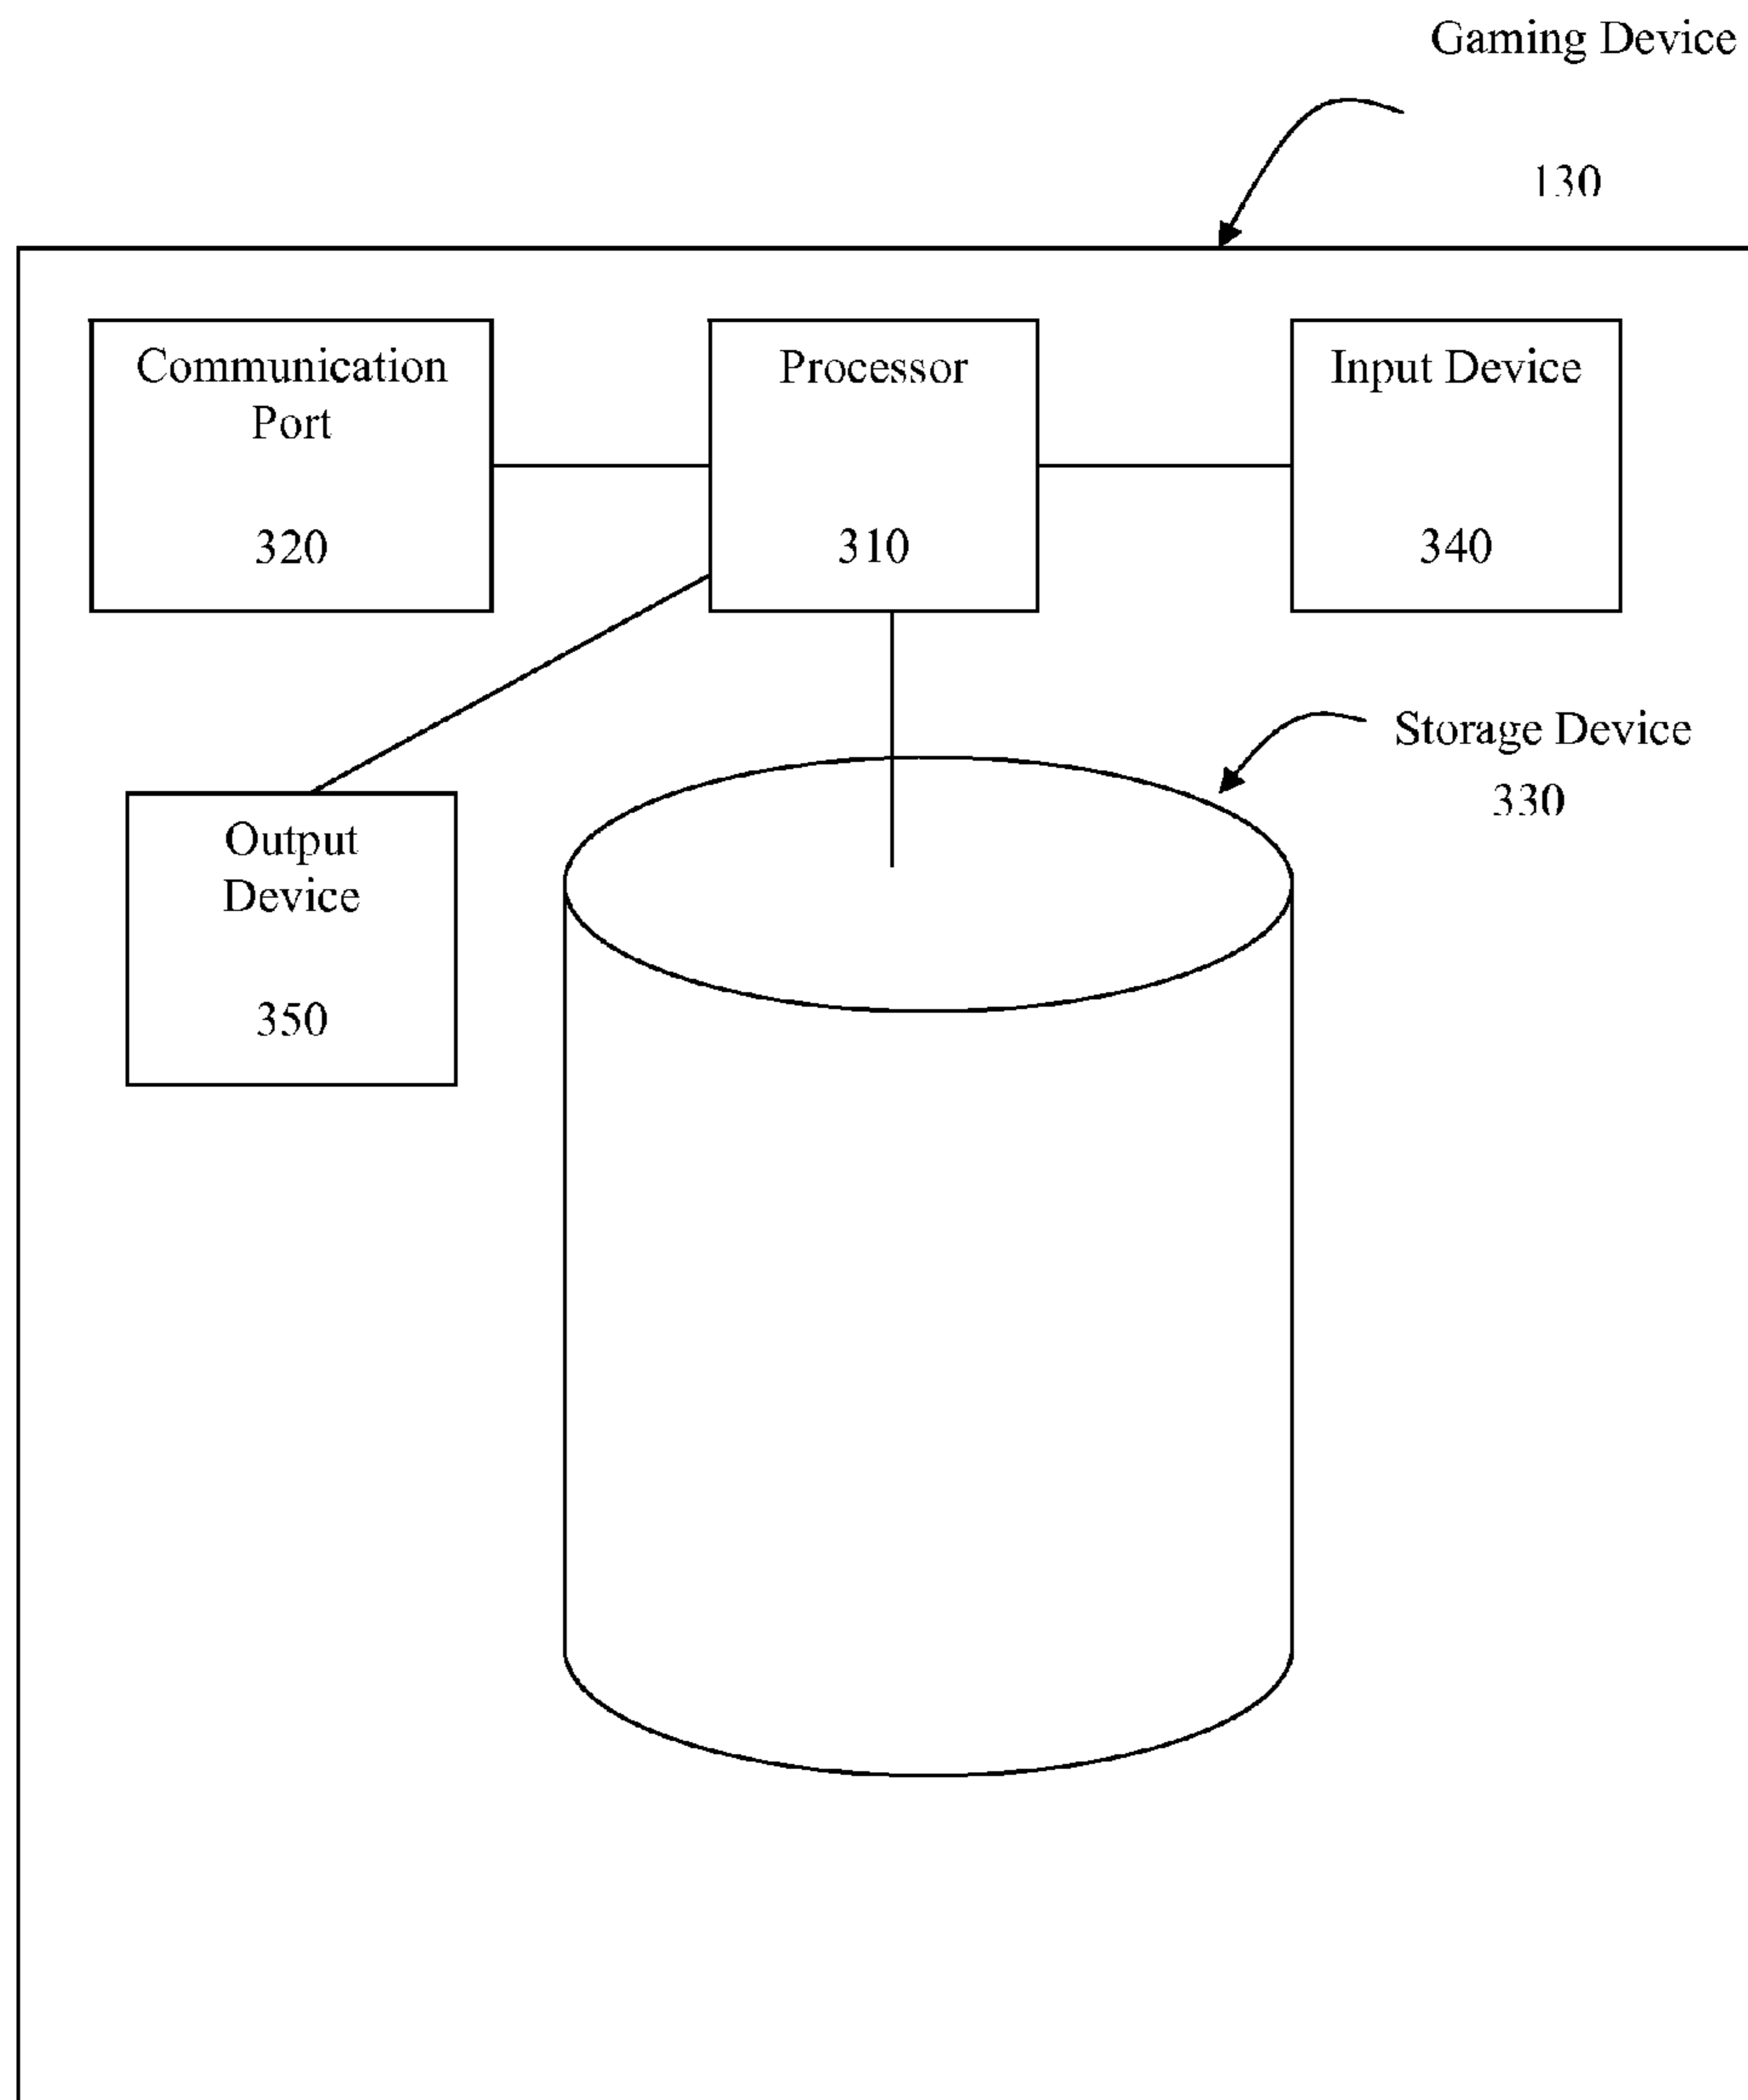 Gaming Device
130
Communication
Port
320
Processor
310
Input Device
340
Storage Device
330
Output
Device
350